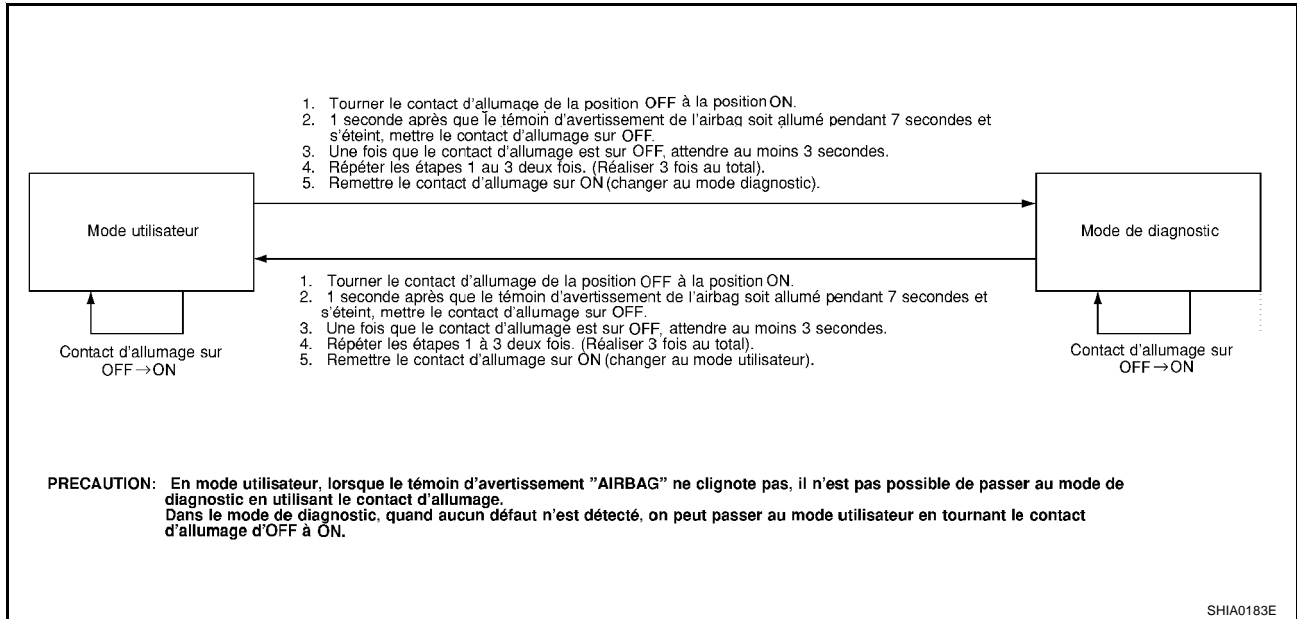 1. Tourner le contact d'allumage de la position OFF à la position ON.
2. 1 seconde après que le témoin d'avertissement de l'airbag soit allumé pendant 7 secondes et
s'éteint, mettre le contact d'allumage sur OFF.
3. Une fois que le contact d'allumage est sur OFF, attendre au moins 3 secondes.
4. Répéter les étapes 1 au 3 deux fois. (Réaliser 3 fois au total).
5. Remettre le contact d'allumage sur ON (changer au mode diagnostic).
Mode utilisateur
Mode de diagnostic
1. Tourner le contact d'allumage de la position OFF à la position ON.
2. 1 seconde après que le témoin d'avertissement de l'airbag soit allumé pendant 7 secondes et
s'éteint, mettre le contact d'allumage sur OFF.
3. Une fois que le contact d'allumage est sur OFF, attendre au moins 3 secondes.
4. Répéter les étapes 1 à 3 deux fois. (Réaliser 3 fois au total).
5. Remettre le contact d'allumage sur ON (changer au mode utilisateur).
Contact d'allumage sur
OFF→ON
Contact d'allumage sur
OFF→ON
PRECAUTION: En mode utilisateur, lorsque le témoin d'avertissement ”AIRBAG” ne clignote pas, il n'est pas possible de passer au mode de
diagnostic en utilisant le contact d'allumage.
Dans le mode de diagnostic, quand aucun défaut n'est détecté, on peut passer au mode utilisateur en tournant le contact
d'allumage d'OFF à ON.
SHIA0183E